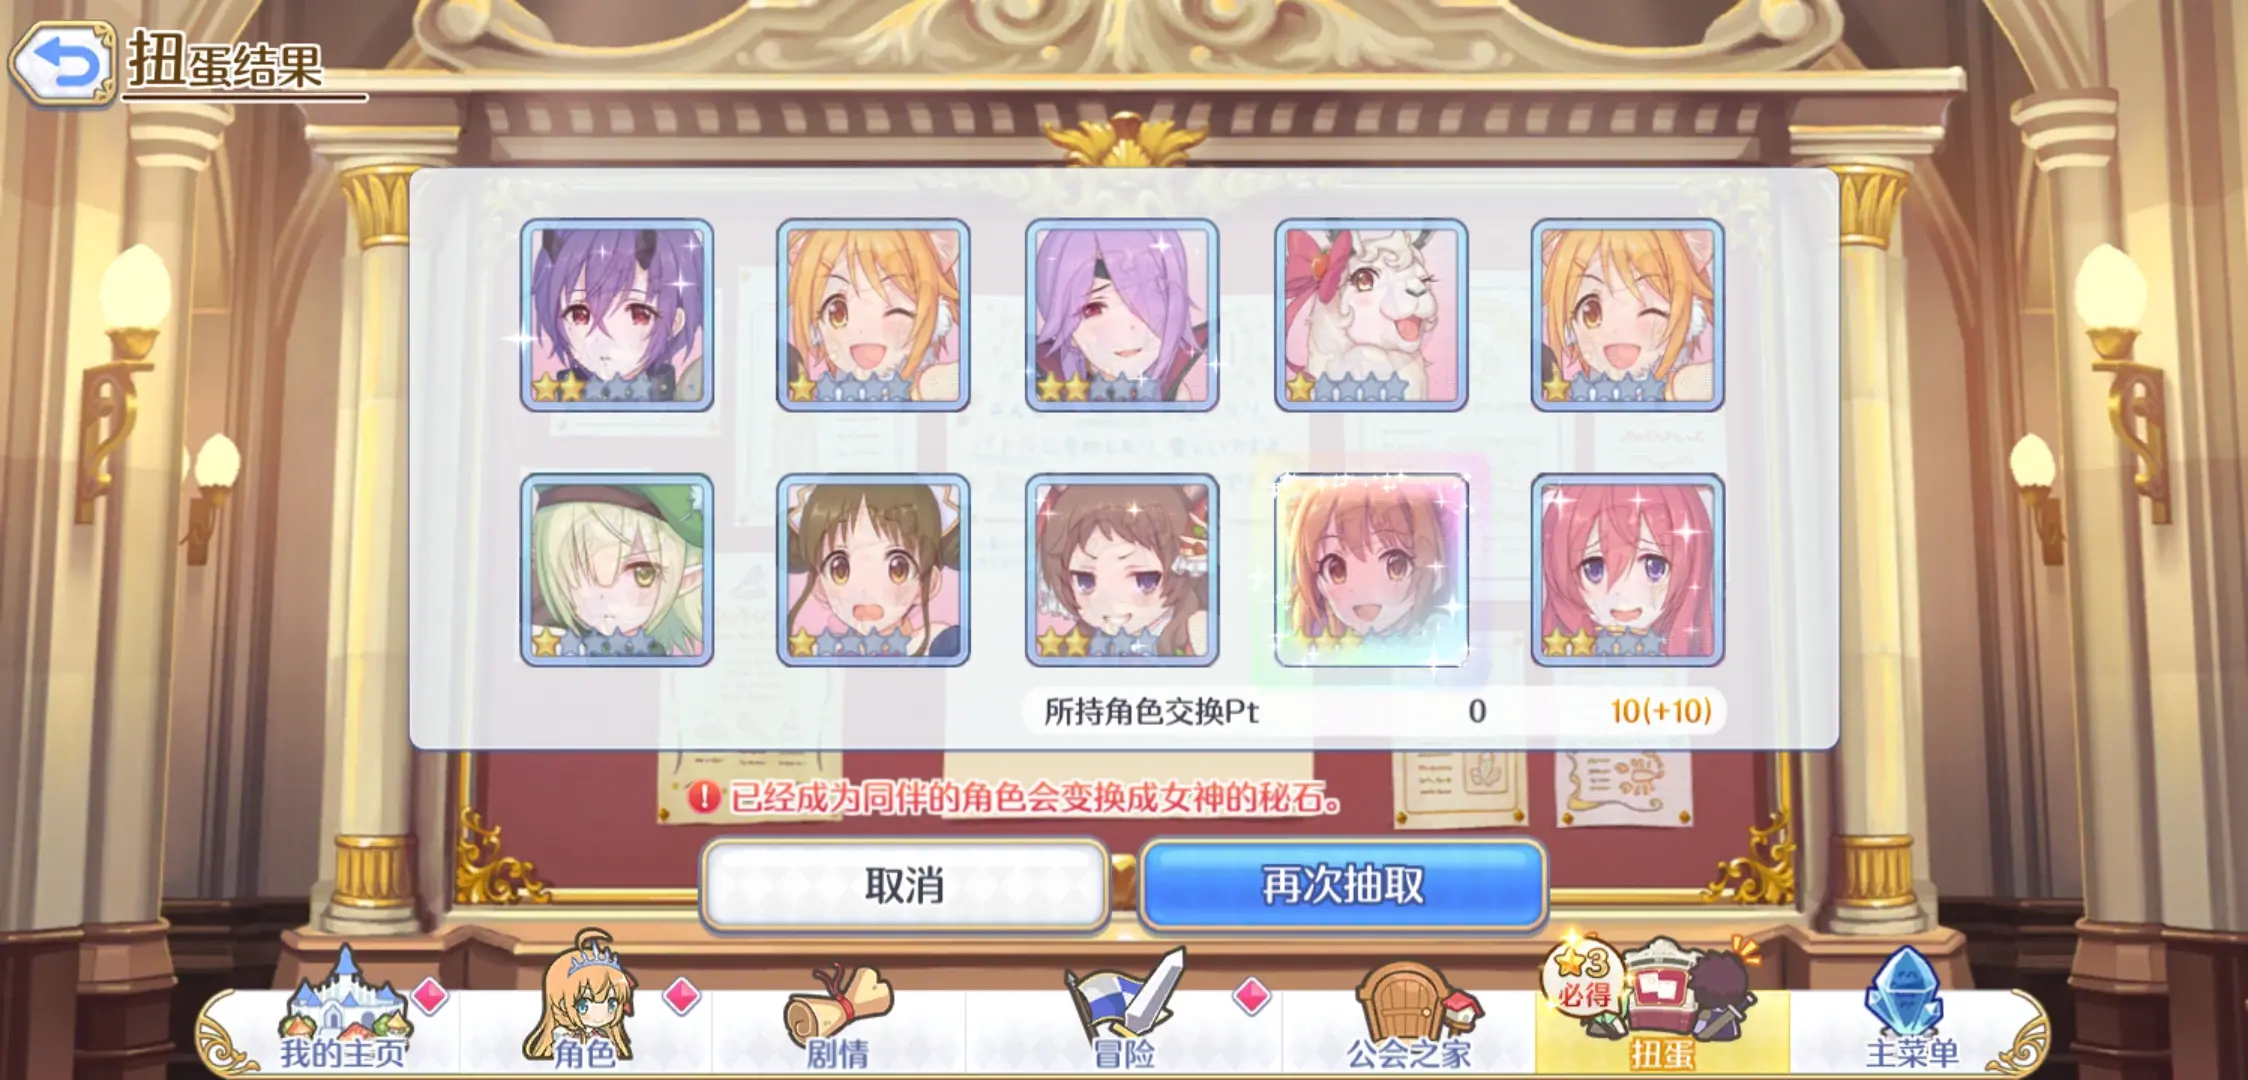 扭蛋结果
所持角色交换Pt 0 10(+10)
已经成为同伴的角色会变换成女神的秘石。
取消
再次抽取
3
必得
我的主页
角色
剧情
冒险
公会之家
扭蛋
主菜单